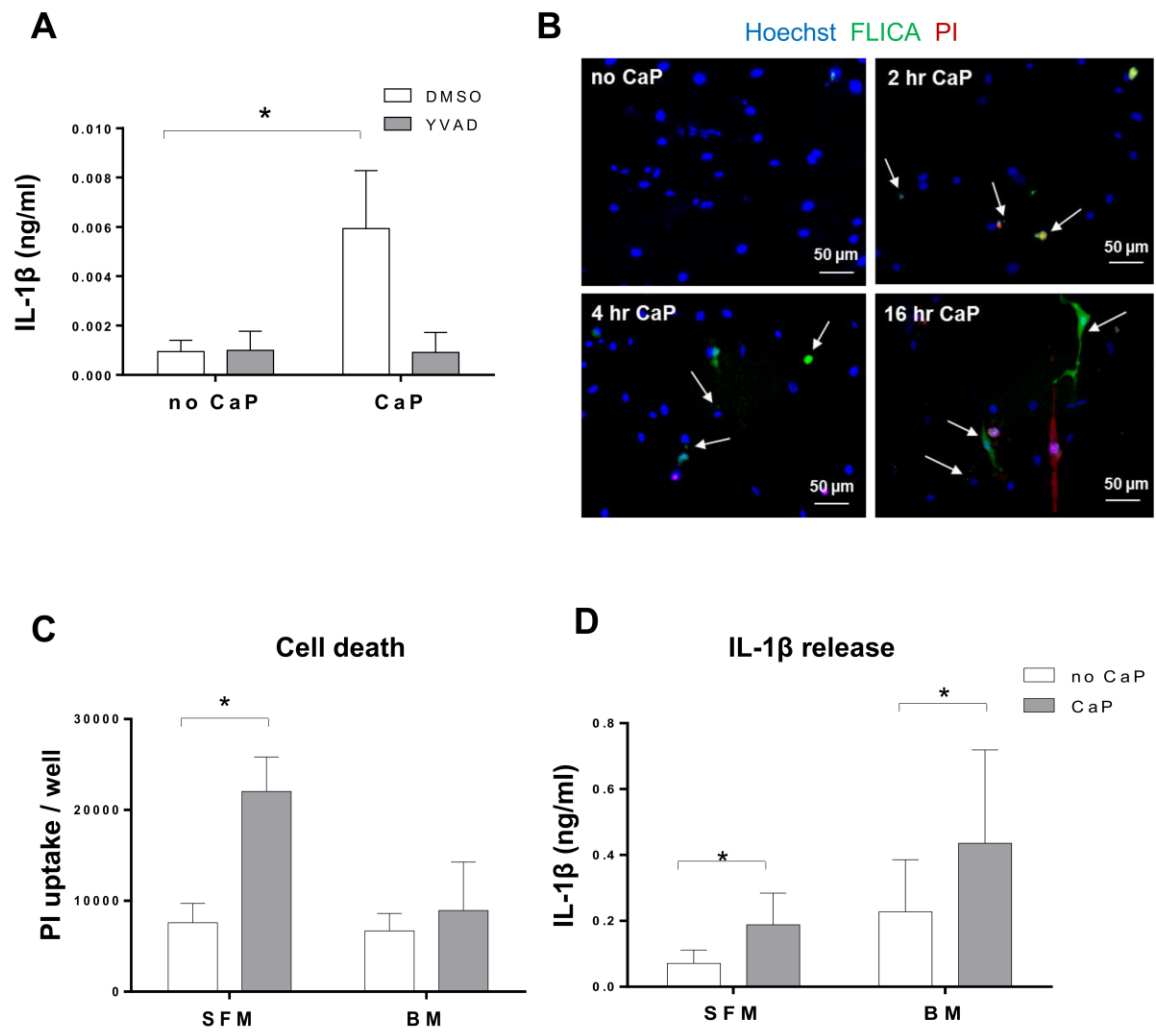 A
DMSO
YVAD
*
0.010
0.008
0.006
0.004
0.002
0.000
IL-1β (ng/ml)
no CaP
CaP
B
Hoechst FLICA PI
no CaP
50 µm
2 hr CaP
50 µm
4 hr CaP
50 µm
16 hr CaP
50 µm
C
Cell death
*
30000
20000
10000
0
PI uptake / well
SFM
BM
D
IL-1β release
no CaP
CaP
*
*
0.8
0.6
0.4
0.2
0.0
IL-1β (ng/ml)
SFM
BM